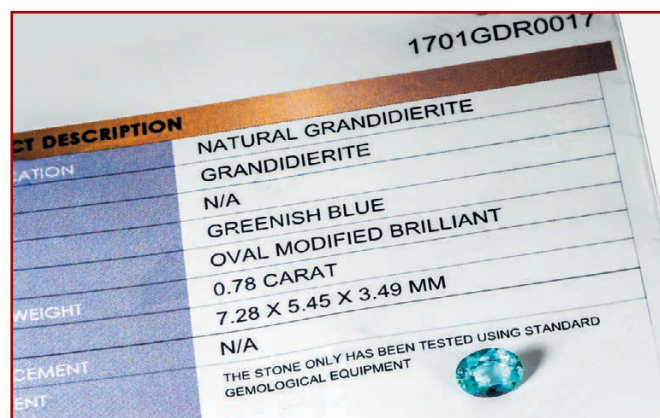 1701GDR0017
CT DESCRIPTION
NATURAL GRANDIDIERITE
CATION GRANDIDIERITE
N/A
GREENISH BLUE
OVAL MODIFIED BRILLIANT
0.78 CARAT
WEIGHT 7.28 X 5.45 X 3.49 MM
N/A
CEMENT THE STONE ONLY HAS BEEN TESTED USING STANDARD
ENT GEMOLOGICAL EQUIPMENT